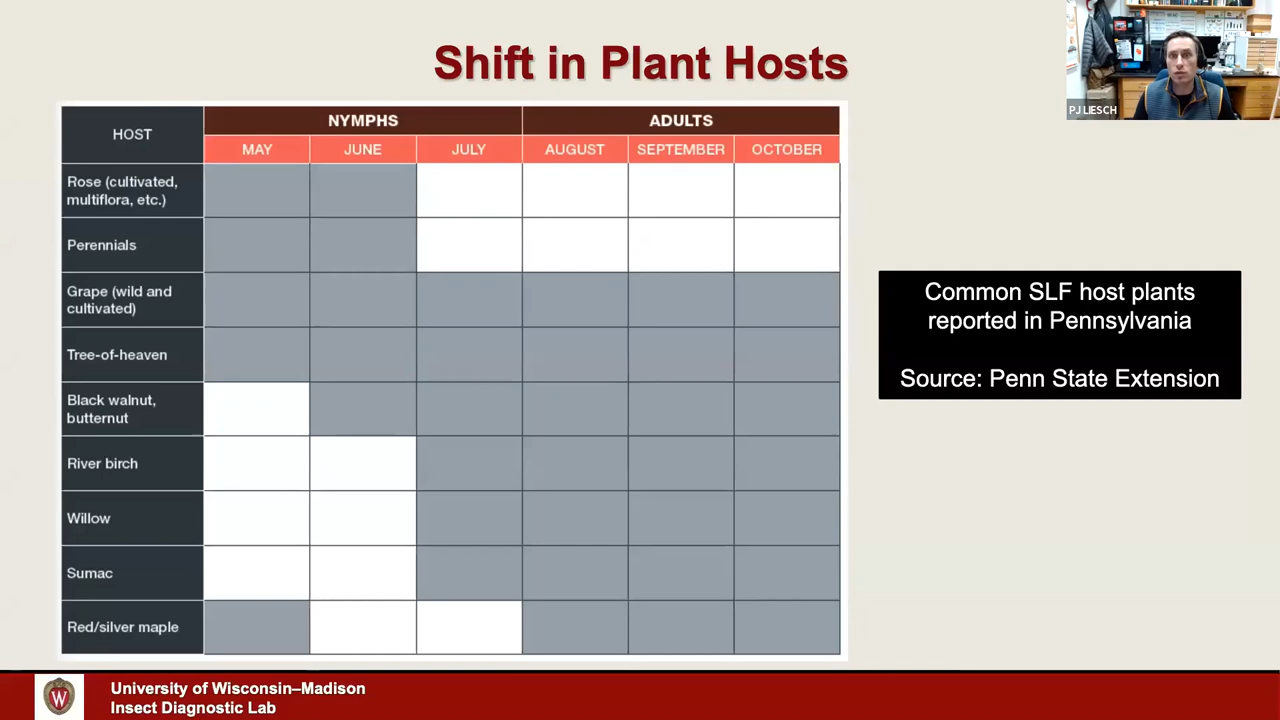 Shift in Plant Hosts
PJ LIESCH
HOST
NYMPHS
ADULTS
MAY
JUNE
JULY
AUGUST
SEPTEMBER
OCTOBER
Rose (cultivated,
multiflora, etc.)
Perennials
Grape (wild and
cultivated)
Tree-of-heaven
Black walnut,
butternut
River birch
Willow
Sumac
Red/silver maple
Common SLF host plants
reported in Pennsylvania
Source: Penn State Extension
W
University of Wisconsin–Madison
Insect Diagnostic Lab